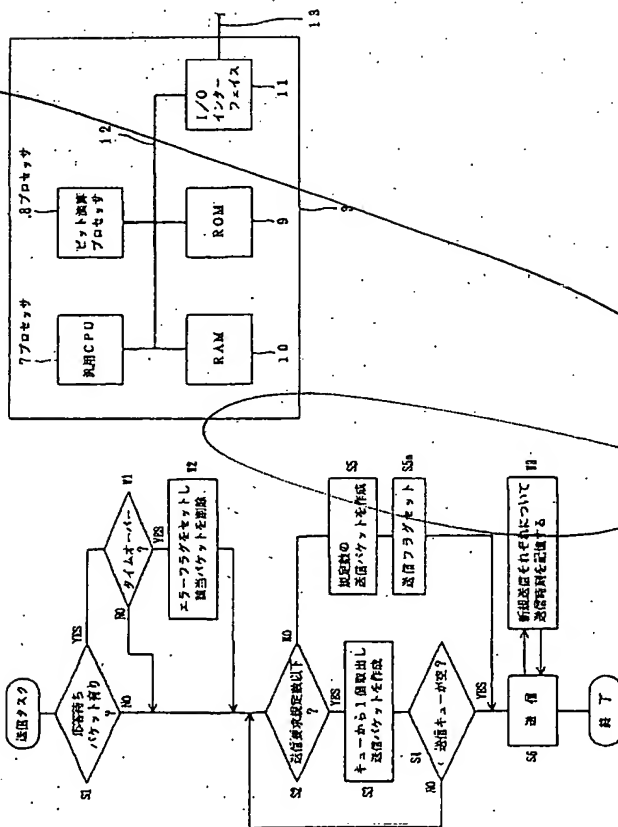 送信タスク
S1
応答待ち
パケット有り
?
YES
NO
W1
タイムオーバー
?
YES
NO
W2
エラーフラグをセットし
該当パケットを削除
S2
送信要求設定数以下
?
NO
YES
S5
設定数の
送信パケットを作成
S5a
送信フラグセット
S3
キューから1個取出し
送信パケットを作成
S4
送信キューが空?
NO
YES
S6
送信
W3
新規送信それぞれについて
送信時刻を記憶する
終了
7プロセッサ
汎用CPU
8プロセッサ
ビット演算
プロセッサ
12
I/O
インター
フェイス
11
13
RAM
10
ROM
9
3